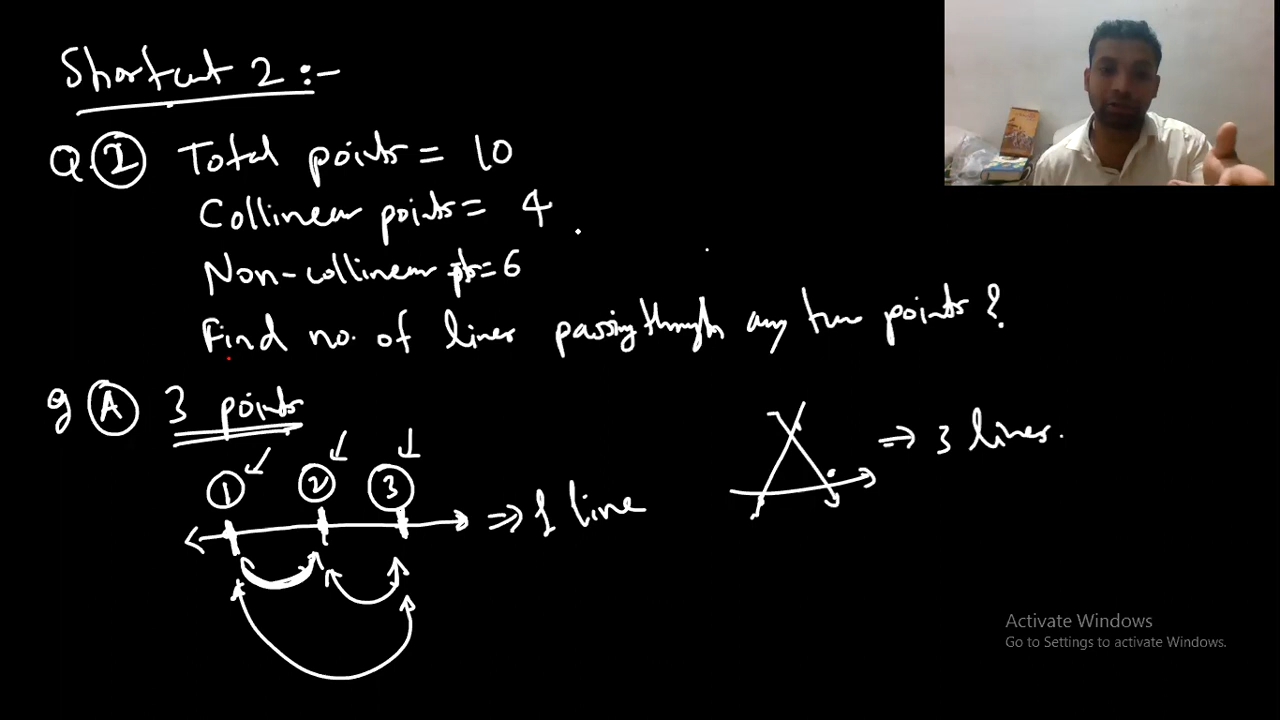 Shortcut 2 :-
Q. I Total points = 10
Collinear points = 4
Non-collinear pts = 6
Find no. of lines passing through any two points ?
g A 3 points
1 2 3
⇒ 1 line
⇒ 3 lines.
Activate Windows
Go to Settings to activate Windows.